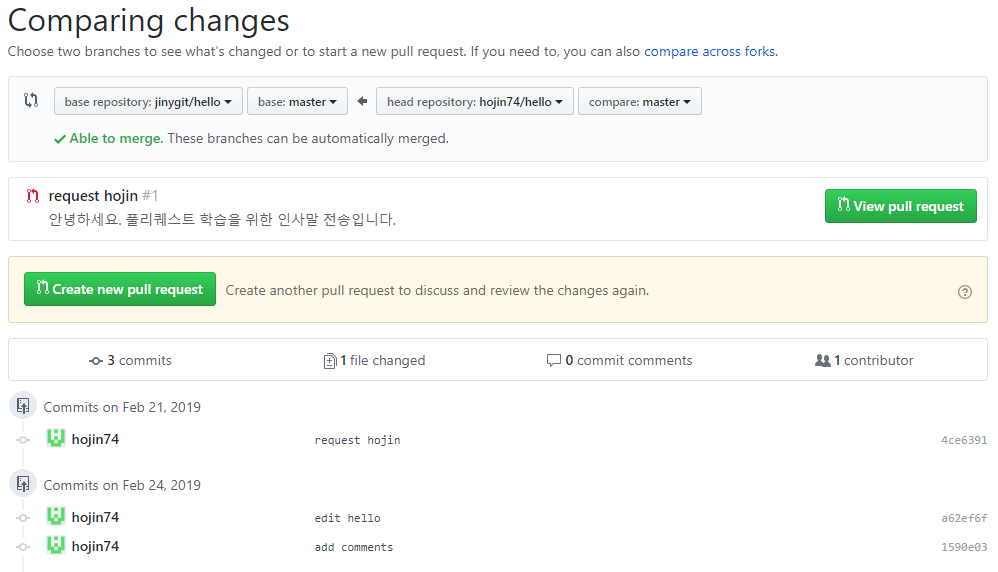 Comparing changes
Choose two branches to see what's changed or to start a new pull request. If you need to, you can also compare across forks.
base repository: jinygit/hello base: master head repository: hojin74/hello compare: master
Able to merge. These branches can be automatically merged.
request hojin #1
안녕하세요. 풀리퀘스트 학습을 위한 인사말 전송입니다.
View pull request
Create new pull request Create another pull request to discuss and review the changes again. ?
3 commits 1 file changed 0 commit comments 1 contributor
Commits on Feb 21, 2019
hojin74 request hojin 4ce6391
Commits on Feb 24, 2019
hojin74 edit hello a62ef6f
hojin74 add comments 1590e03